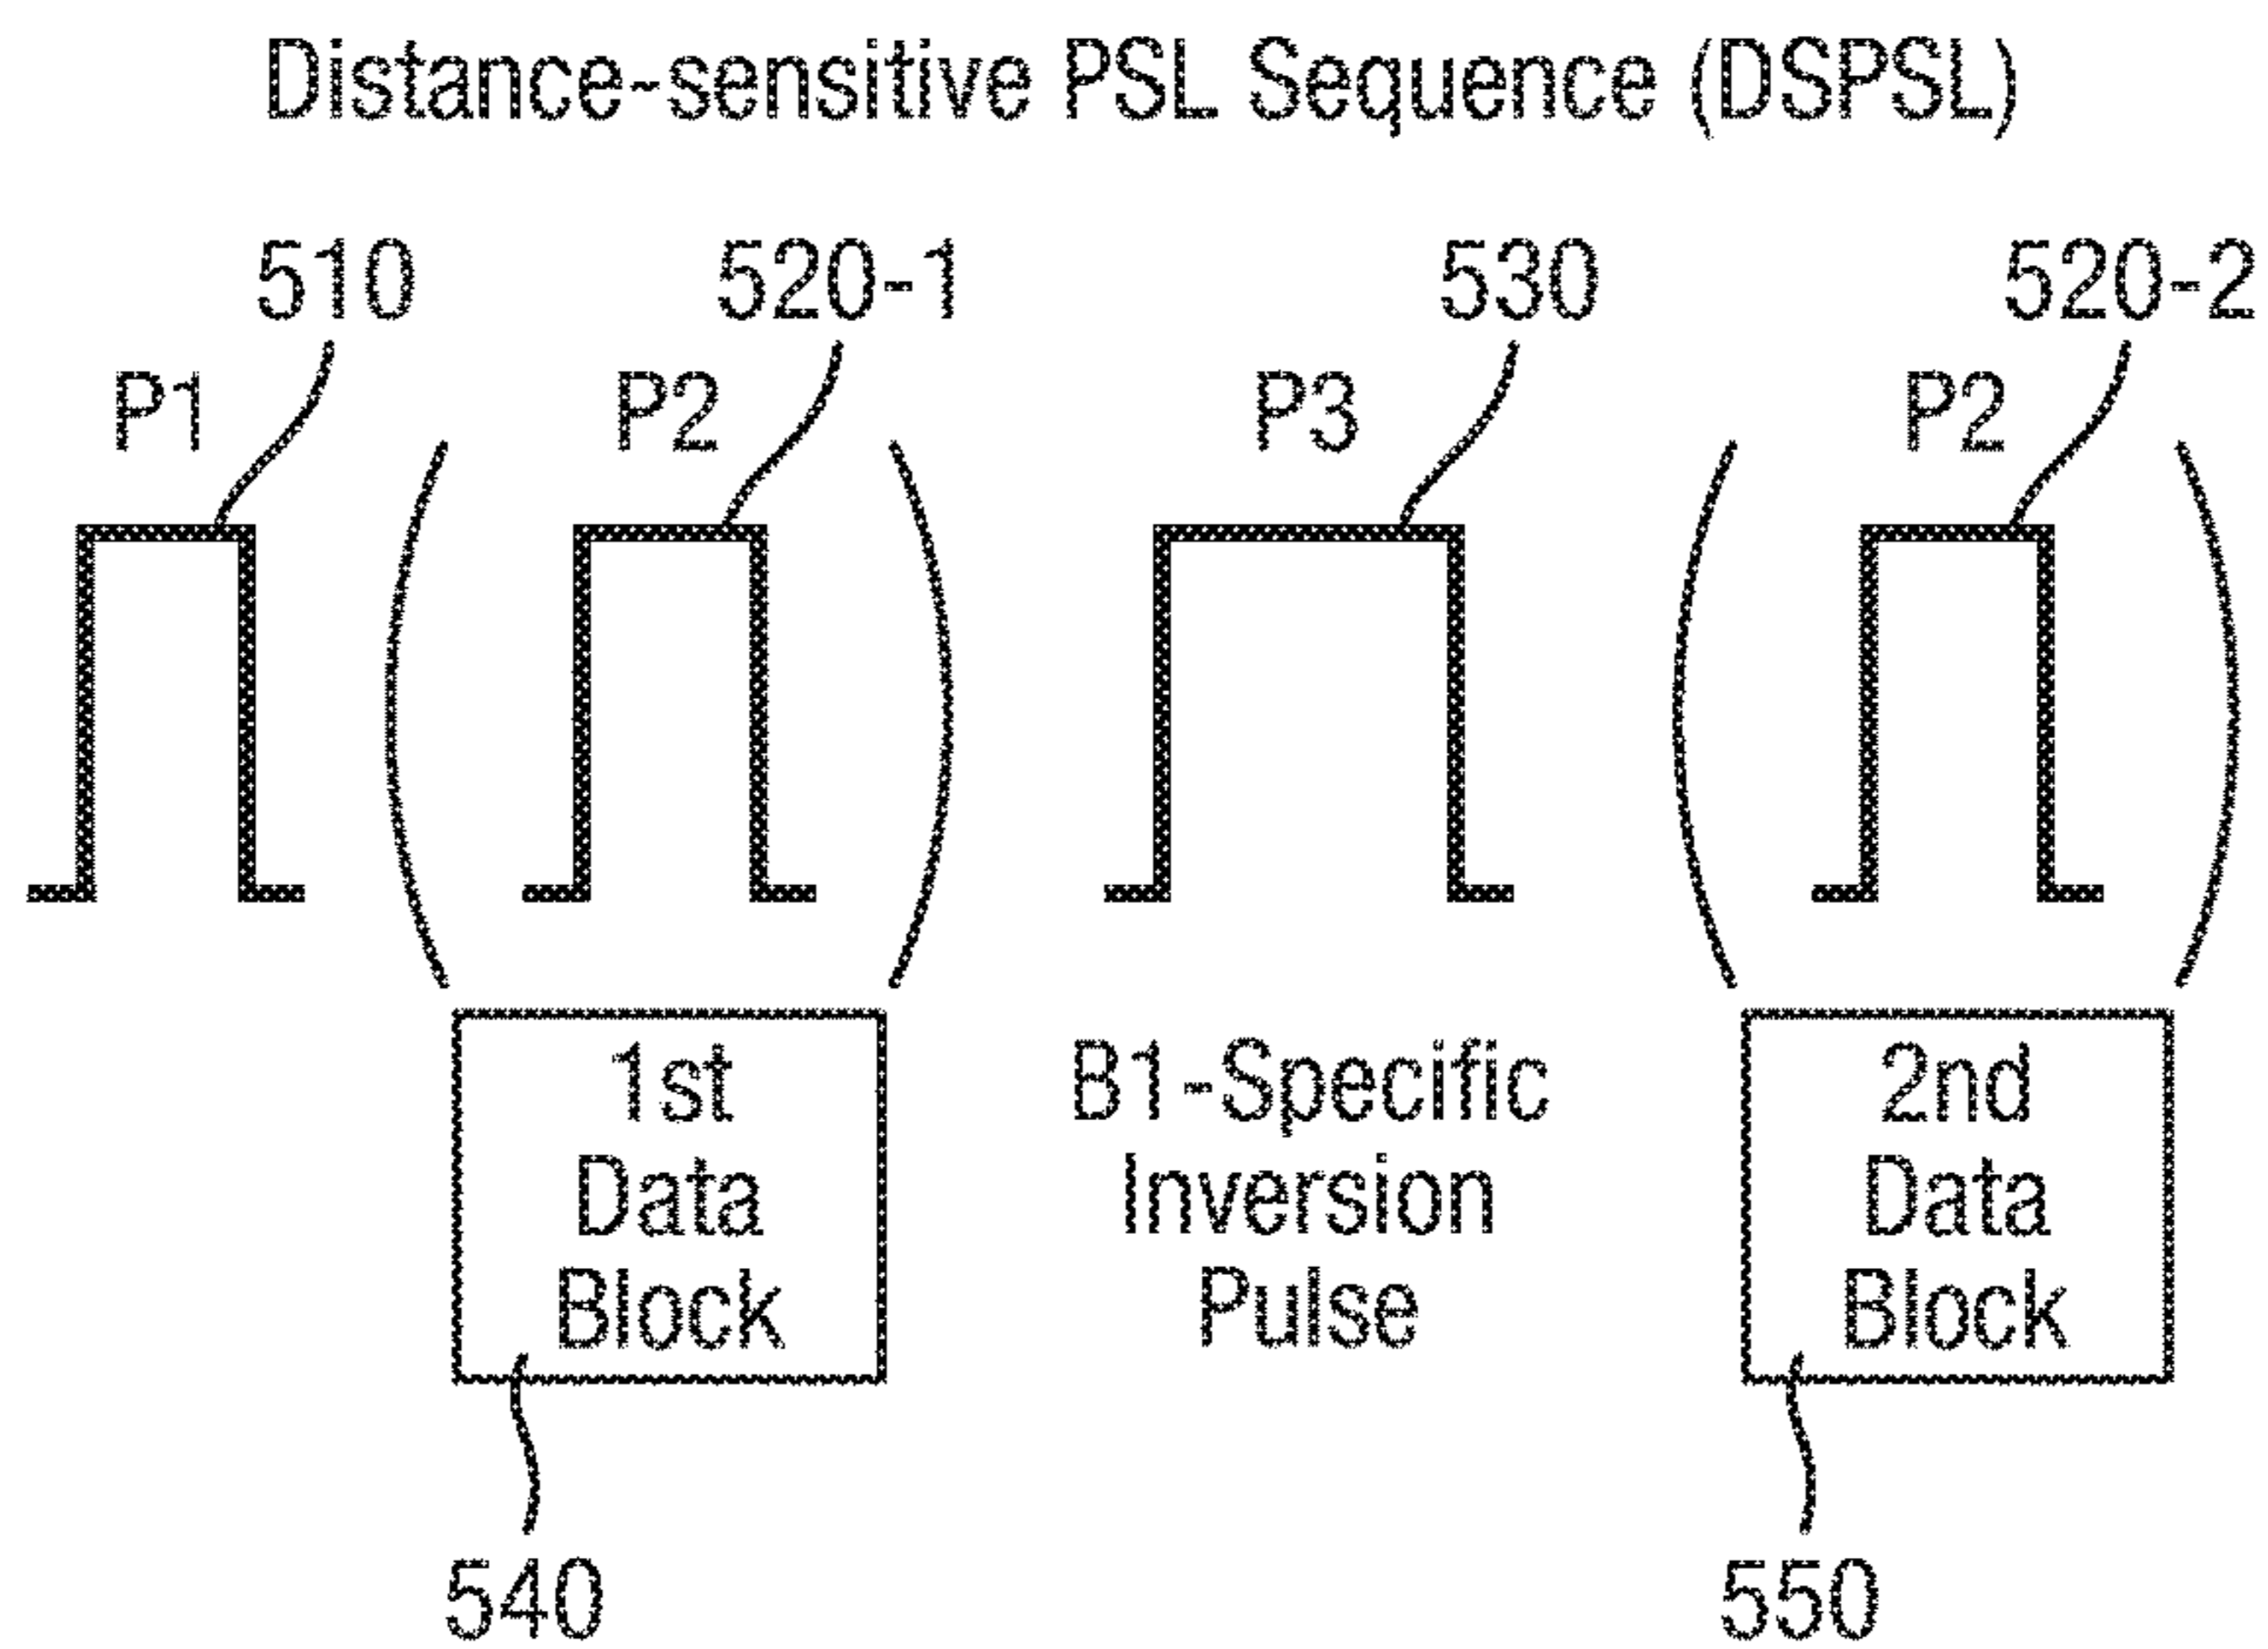 Distance-sensitive PSL Sequence (DSPSL)
510 520-1 530 520-2
P1 P2 P3 P2
1st
Data
Block
B1-Specific
Inversion
Pulse
2nd
Data
Block
540 550